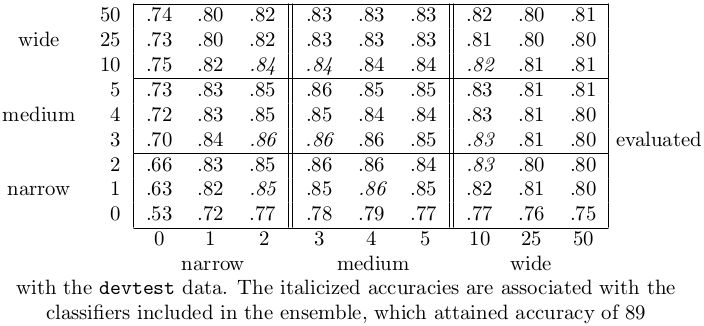 50 .74 .80 .82 .83 .83 .83 .82 .80 .81
wide 25 .73 .80 .82 .83 .83 .83 .81 .80 .80
10 .75 .82 .84 .84 .84 .84 .82 .81 .81
5 .73 .83 .85 .86 .85 .85 .83 .81 .81
medium 4 .72 .83 .85 .85 .84 .84 .83 .81 .80
3 .70 .84 .86 .86 .86 .85 .83 .81 .80 evaluated
2 .66 .83 .85 .86 .86 .84 .83 .80 .80
narrow 1 .63 .82 .85 .85 .86 .85 .82 .81 .80
0 .53 .72 .77 .78 .79 .77 .77 .76 .75
0 1 2 3 4 5 10 25 50
narrow medium wide
with the devtest data. The italicized accuracies are associated with the
classifiers included in the ensemble, which attained accuracy of 89